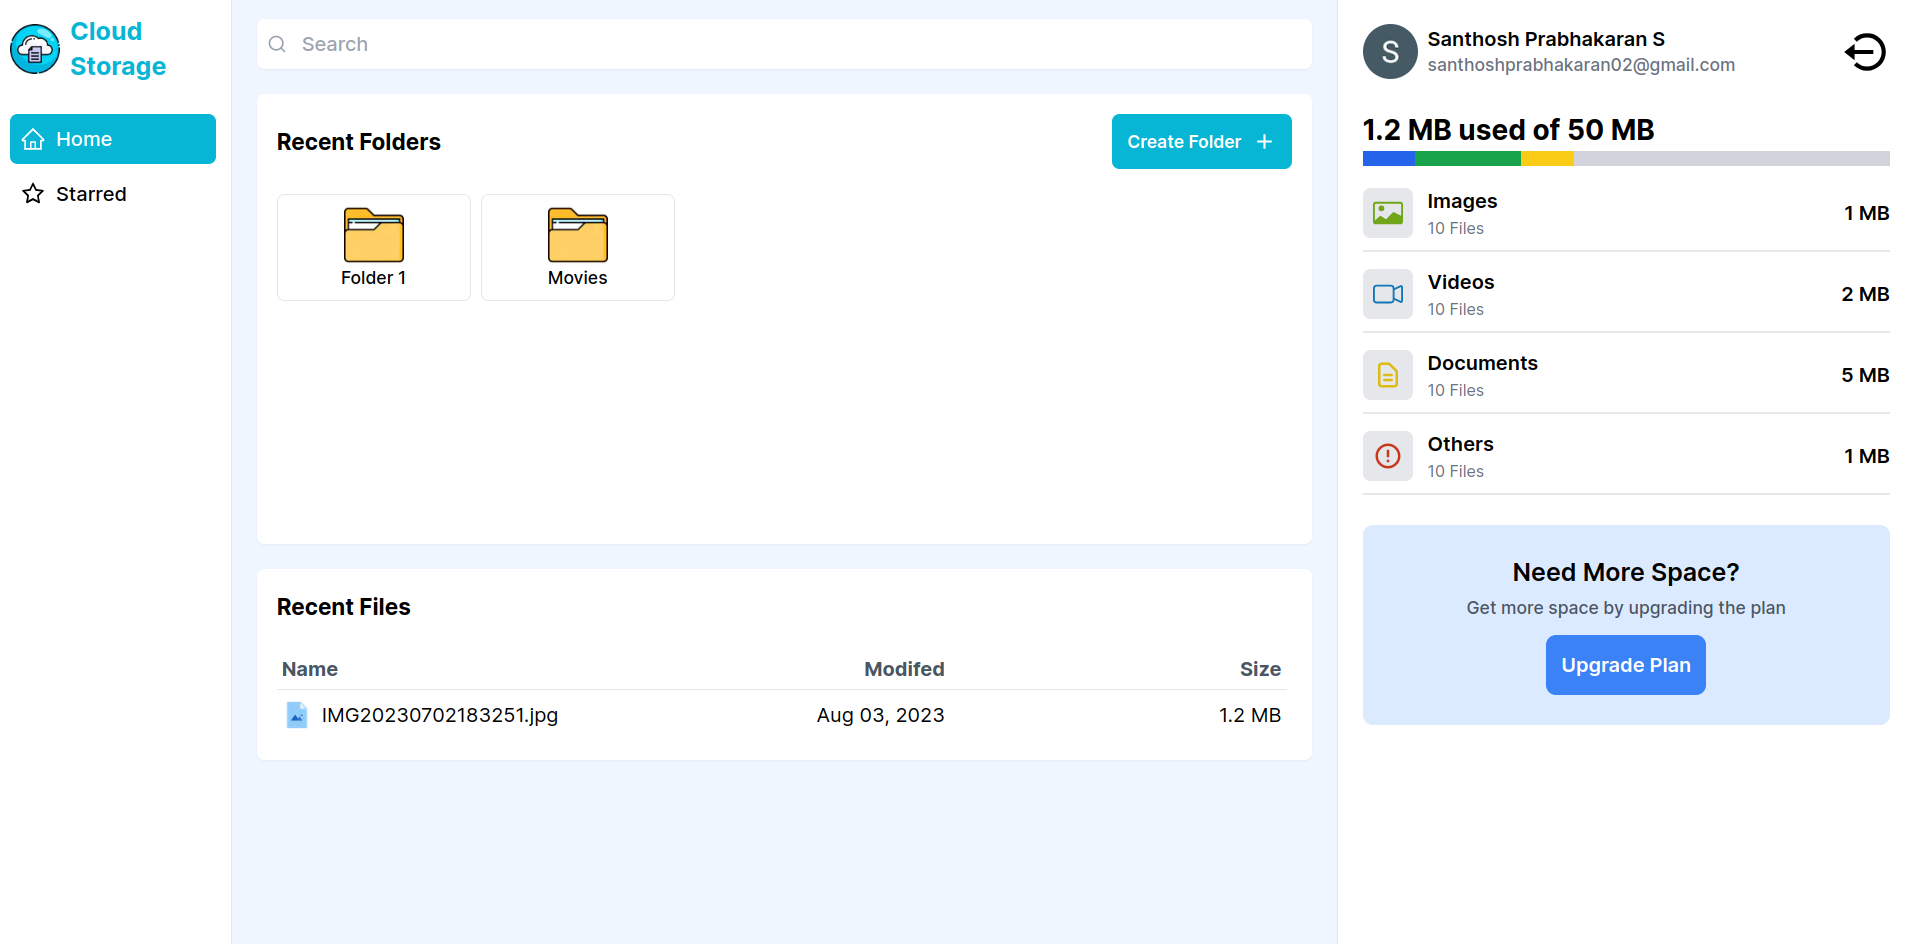 Cloud
Storage
Home
Starred
Search
Recent Folders
Create Folder +
Folder 1
Movies
Recent Files
Name Modifed Size
IMG20230702183251.jpg Aug 03, 2023 1.2 MB
S
Santhosh Prabhakaran S
santhoshprabhakaran02@gmail.com
1.2 MB used of 50 MB
Images
10 Files
1 MB
Videos
10 Files
2 MB
Documents
10 Files
5 MB
Others
10 Files
1 MB
Need More Space?
Get more space by upgrading the plan
Upgrade Plan